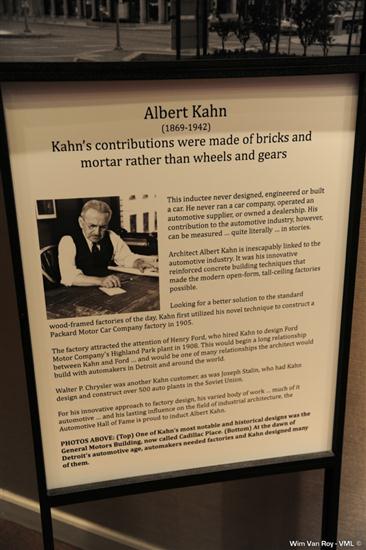 Albert Kahn
(1869-1942)
Kahn's contributions were made of bricks and
mortar rather than wheels and gears
This inductee never designed, engineered or built
a car. He never ran a car company, operated an
automotive supplier, or owned a dealership. His
contribution to the automotive industry, however,
can be measured ... quite literally ... in stories.
Architect Albert Kahn is inescapably linked to the
automotive industry. It was his innovative
reinforced concrete building techniques that
made the modern open-form, tall-ceiling factories
possible.
Looking for a better solution to the standard
wood-framed factories of the day, Kahn first utilized his novel technique to construct a
Packard Motor Car Company factory in 1905.
The factory attracted the attention of Henry Ford, who hired Kahn to design Ford
Motor Company's Highland Park plant in 1908. This would begin a long relationship
between Kahn and Ford ... and would be one of many relationships the architect would
build with automakers in Detroit and around the world.
Walter P. Chrysler was another Kahn customer, as was Joseph Stalin, who had Kahn
design and construct over 500 auto plants in the Soviet Union.
For his innovative approach to factory design, his varied body of work ... much of it
automotive ... and his lasting influence on the field of industrial architecture, the
Automotive Hall of Fame is proud to induct Albert Kahn.
PHOTOS ABOVE: (Top) One of Kahn's most notable and historical designs was the
General Motors Building, now called Cadillac Place. (Bottom) At the dawn of
Detroit's automotive age, automakers needed factories and Kahn designed many
of them.
Wim Van Roy - VML ©